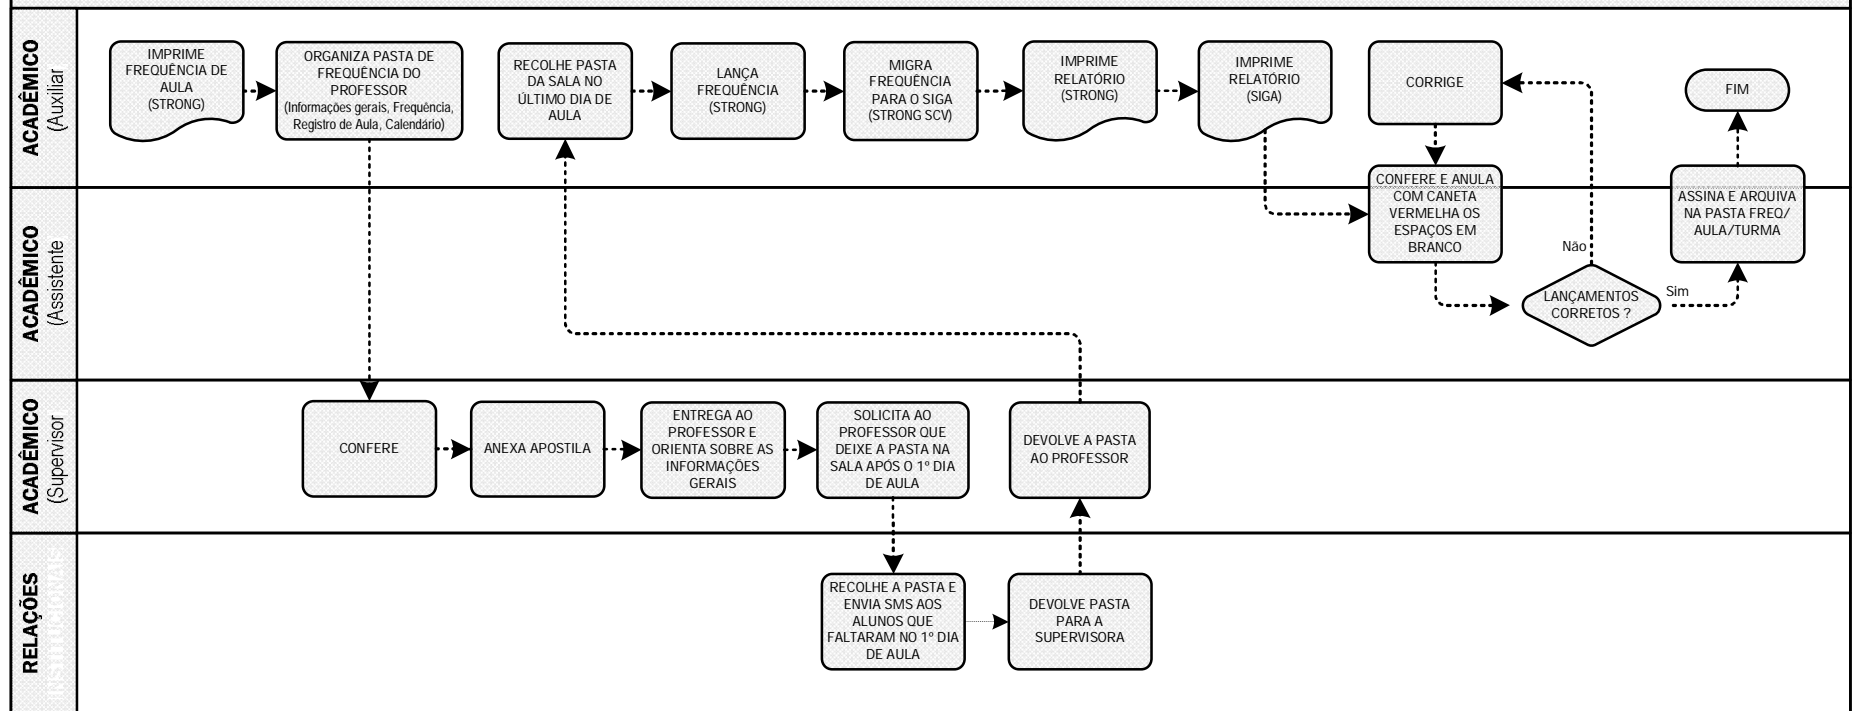 ACADÊMICO
(Auxiliar
IMPRIME
FREQUÊNCIA DE
AULA
(STRONG)
ORGANIZA PASTA DE
FREQUÊNCIA DO
PROFESSOR
(Informações gerais, Frequência,
Registro de Aula, Calendário)
RECOLHE PASTA
DA SALA NO
ÚLTIMO DIA DE
AULA
LANÇA
FREQUÊNCIA
(STRONG)
MIGRA
FREQUÊNCIA
PARA O SIGA
(STRONG SCV)
IMPRIME
RELATÓRIO
(STRONG)
IMPRIME
RELATÓRIO
(SIGA)
CORRIGE
FIM
ACADÊMICO
(Assistente
CONFERE E ANULA
COM CANETA
VERMELHA OS
ESPAÇOS EM
BRANCO
Não
LANÇAMENTOS
CORRETOS ?
Sim
ASSINA E ARQUIVA
NA PASTA FREQ/
AULA/TURMA
ACADÊMICO
(Supervisor
CONFERE
ANEXA APOSTILA
ENTREGA AO
PROFESSOR E
ORIENTA SOBRE AS
INFORMAÇÕES
GERAIS
SOLICITA AO
PROFESSOR QUE
DEIXE A PASTA NA
SALA APÓS O 1º DIA
DE AULA
DEVOLVE A PASTA
AO PROFESSOR
RELAÇÕES
INSTITUCIONAIS
RECOLHE A PASTA E
ENVIA SMS AOS
ALUNOS QUE
FALTARAM NO 1º DIA
DE AULA
DEVOLVE PASTA
PARA A
SUPERVISORA